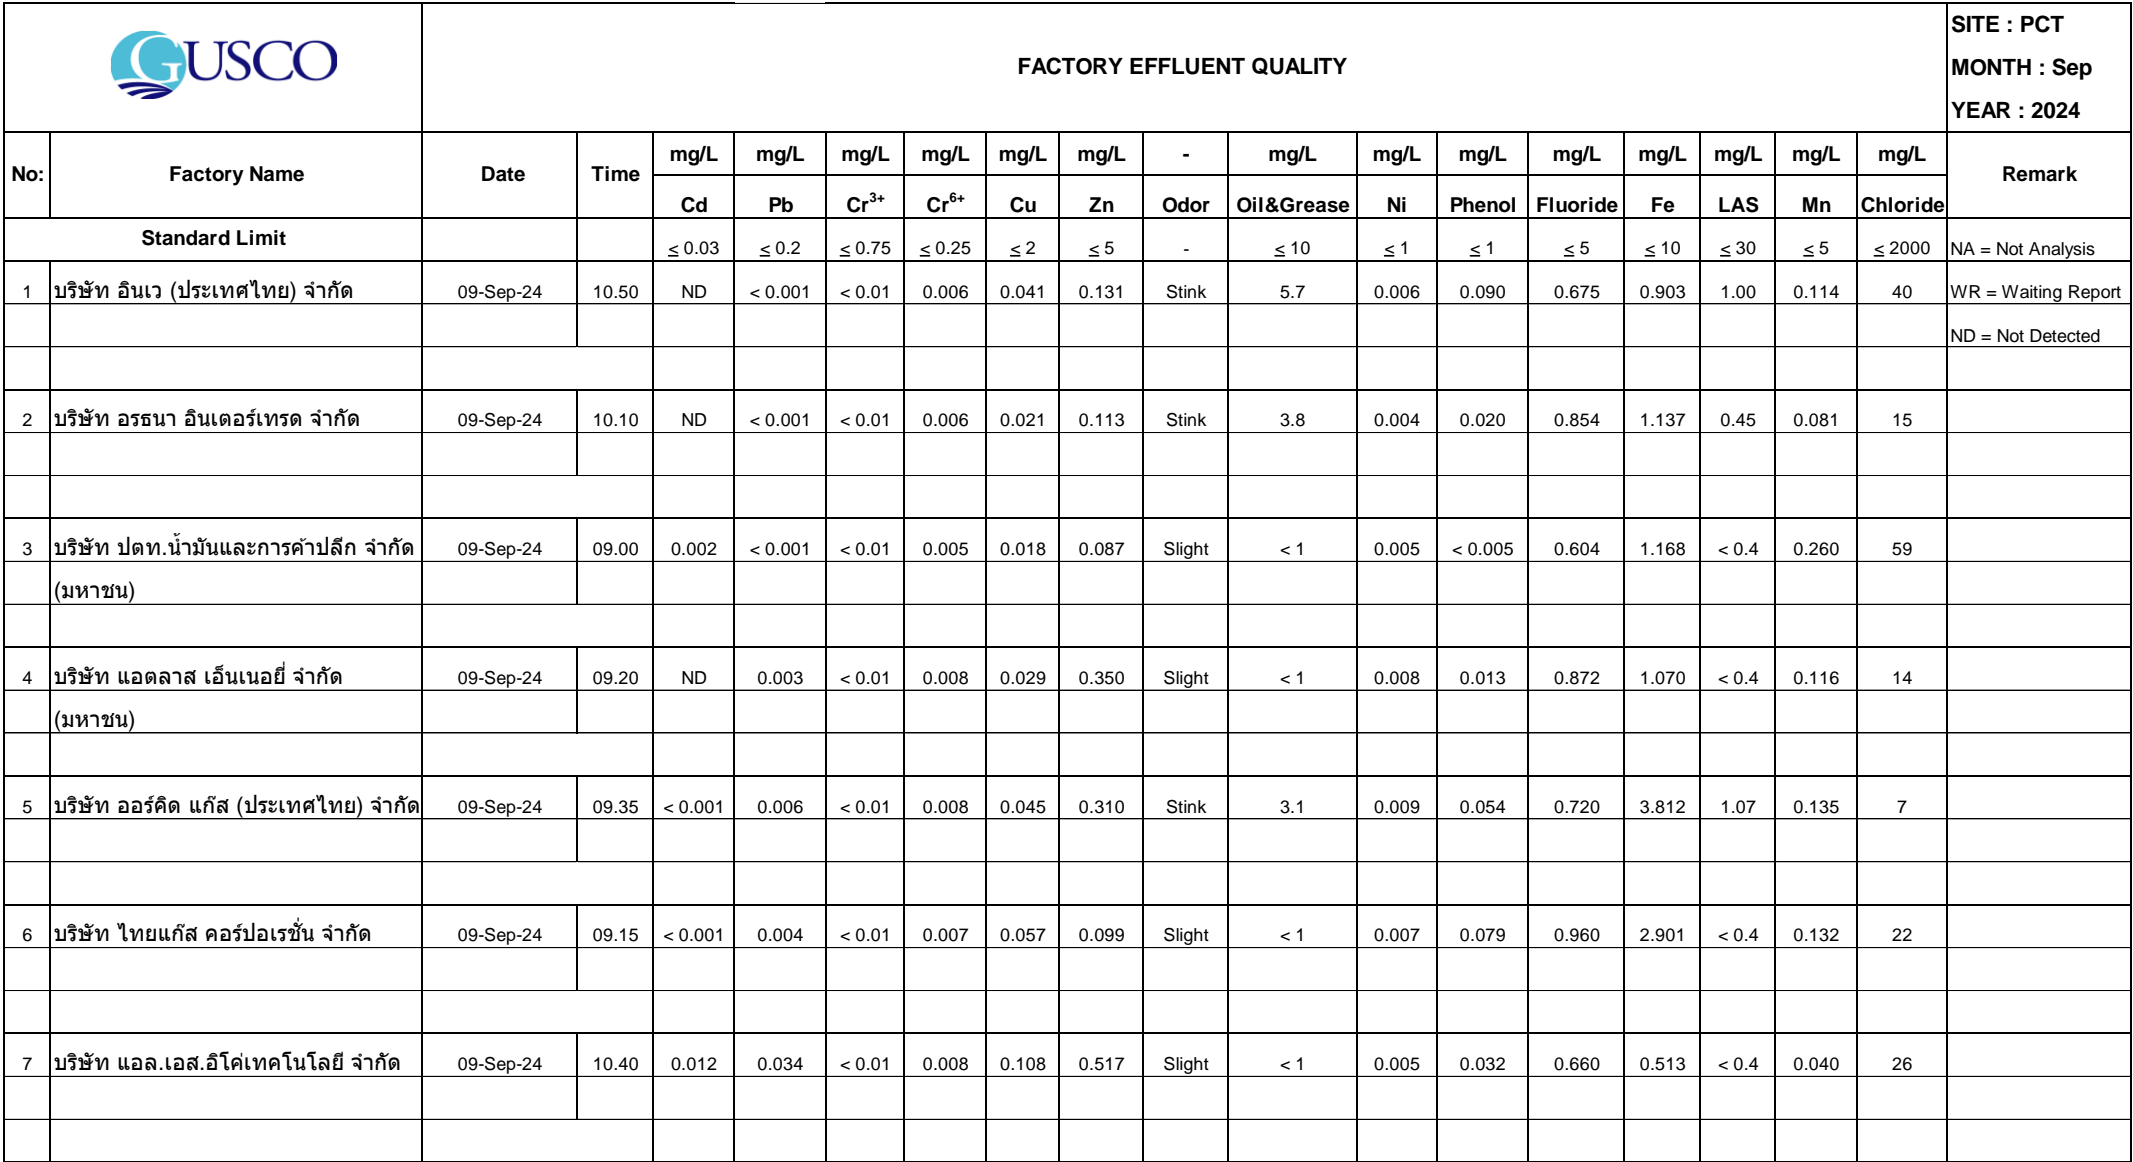 GUSCO
FACTORY EFFLUENT QUALITY
SITE : PCT
MONTH : Sep
YEAR : 2024
No: Factory Name Date Time mg/L mg/L mg/L mg/L mg/L mg/L - mg/L mg/L mg/L mg/L mg/L mg/L mg/L mg/L Remark
Cd Pb Cr3+ Cr6+ Cu Zn Odor Oil&Grease Ni Phenol Fluoride Fe LAS Mn Chloride
Standard Limit ≤ 0.03 ≤ 0.2 ≤ 0.75 ≤ 0.25 ≤ 2 ≤ 5 - ≤ 10 ≤ 1 ≤ 1 ≤ 5 ≤ 10 ≤ 30 ≤ 5 ≤ 2000 NA = Not Analysis
1 บริษัท อินเว (ประเทศไทย) จำกัด 09-Sep-24 10.50 ND < 0.001 < 0.01 0.006 0.041 0.131 Stink 5.7 0.006 0.090 0.675 0.903 1.00 0.114 40 WR = Waiting Report
ND = Not Detected
2 บริษัท อรธนา อินเตอร์เทรด จำกัด 09-Sep-24 10.10 ND < 0.001 < 0.01 0.006 0.021 0.113 Stink 3.8 0.004 0.020 0.854 1.137 0.45 0.081 15
3 บริษัท ปตท.น้ำมันและการค้าปลีก จำกัด 09-Sep-24 09.00 0.002 < 0.001 < 0.01 0.005 0.018 0.087 Slight < 1 0.005 < 0.005 0.604 1.168 < 0.4 0.260 59
(มหาชน)
4 บริษัท แอตลาส เอ็นเนอยี่ จำกัด 09-Sep-24 09.20 ND 0.003 < 0.01 0.008 0.029 0.350 Slight < 1 0.008 0.013 0.872 1.070 < 0.4 0.116 14
(มหาชน)
5 บริษัท ออร์คิด แก๊ส (ประเทศไทย) จำกัด 09-Sep-24 09.35 < 0.001 0.006 < 0.01 0.008 0.045 0.310 Stink 3.1 0.009 0.054 0.720 3.812 1.07 0.135 7
6 บริษัท ไทยแก๊ส คอร์ปอเรชั่น จำกัด 09-Sep-24 09.15 < 0.001 0.004 < 0.01 0.007 0.057 0.099 Slight < 1 0.007 0.079 0.960 2.901 < 0.4 0.132 22
7 บริษัท แอล.เอส.อิโค่เทคโนโลยี จำกัด 09-Sep-24 10.40 0.012 0.034 < 0.01 0.008 0.108 0.517 Slight < 1 0.005 0.032 0.660 0.513 < 0.4 0.040 26